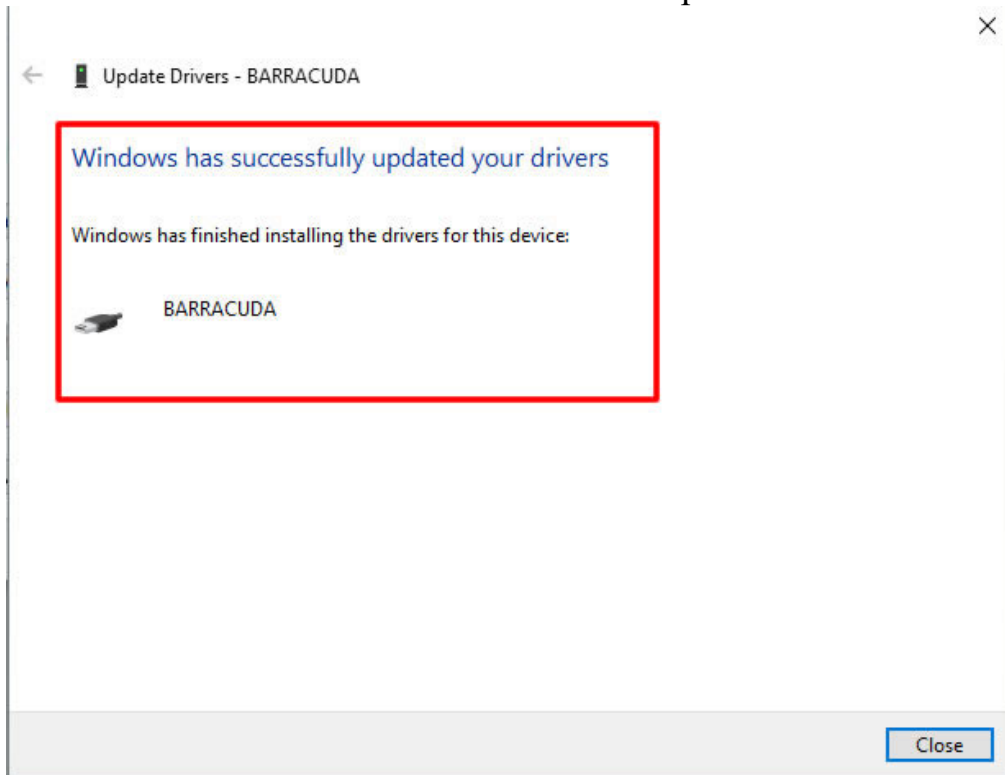 Update Drivers - BARRACUDA
Windows has successfully updated your drivers
Windows has finished installing the drivers for this device:
BARRACUDA
Close